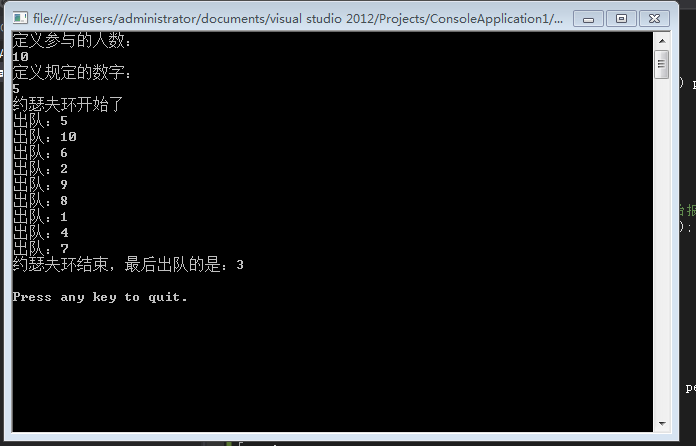 file:///c:/users/administrator/documents/visual studio 2012/Projects/ConsoleApplication1/...
定义参与的人数：
10
定义规定的数字：
5
约瑟夫环开始了
出队：5
出队：10
出队：6
出队：2
出队：9
出队：8
出队：1
出队：4
出队：7
约瑟夫环结束，最后出队的是：3
Press any key to quit.
) p
);
pe